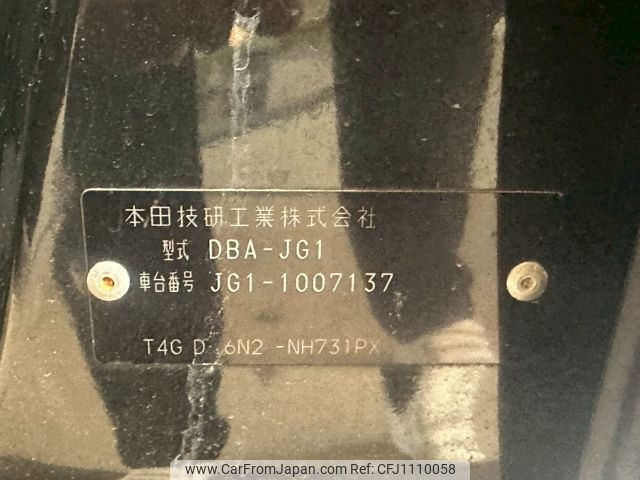 本田技研工業株式会社
型式 DBA-JG1
車台番号 JG1-1007137
T4G D 6N2 -NH731PX
www.CarFromJapan.com Ref: CFJ1110058